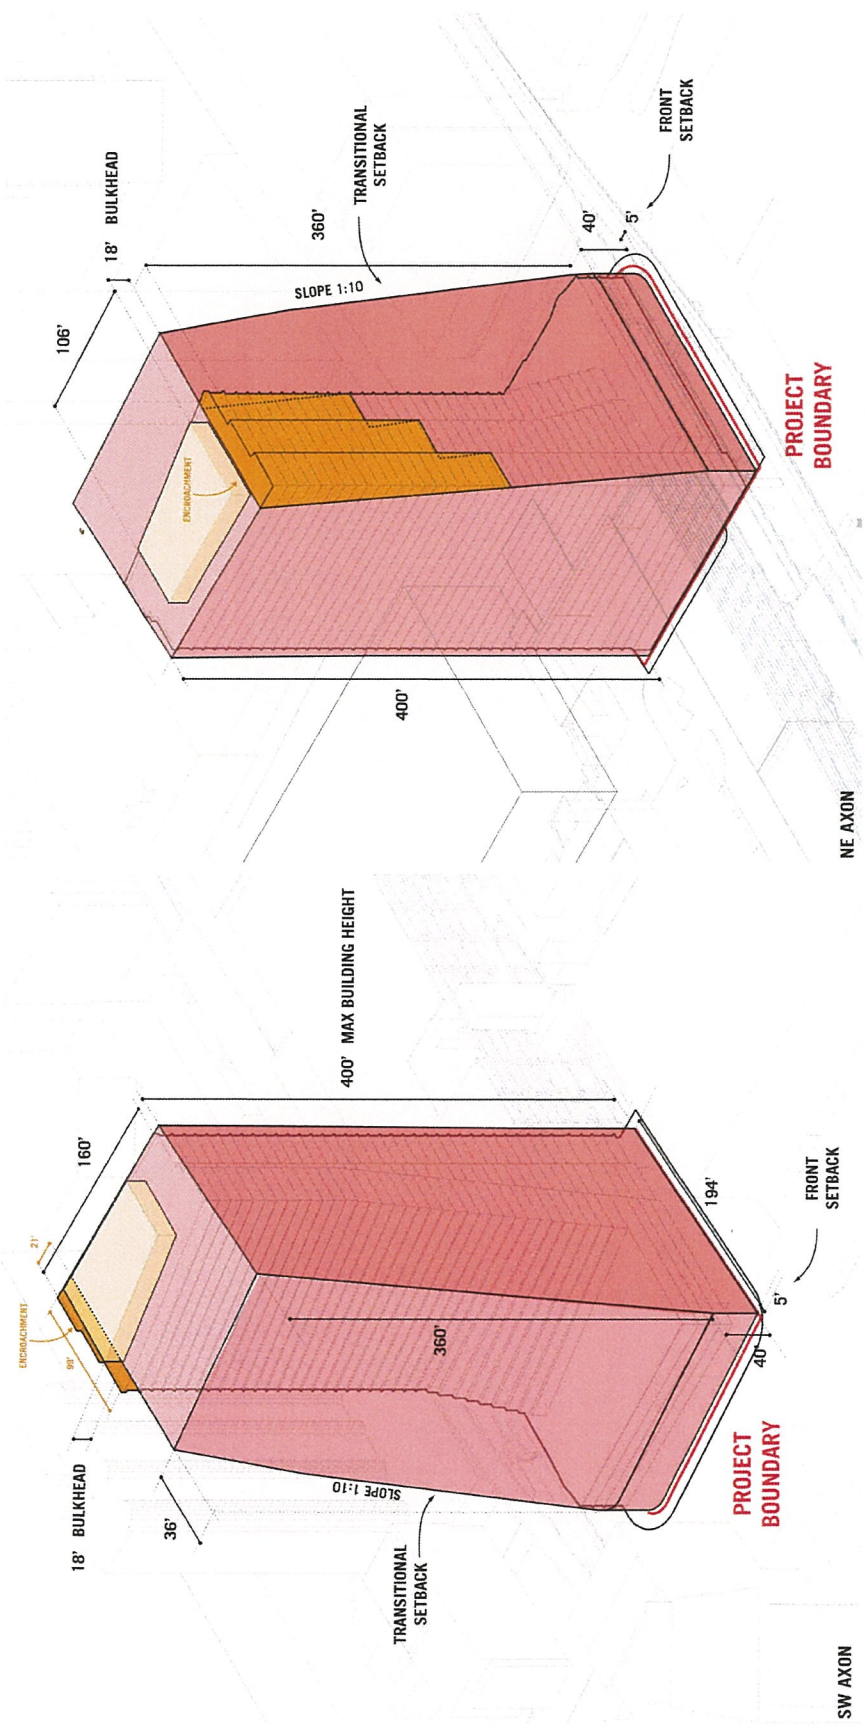 106'
18' BULKHEAD
360'
TRANSITIONAL
SETBACK
SLOPE 1:10
ENCROACHMENT
40'
5'
FRONT
SETBACK
PROJECT
BOUNDARY
400'
NE AXON
21'
ENCROACHMENT
99'
160'
400' MAX BUILDING HEIGHT
18' BULKHEAD
36'
SLOPE 1:10
TRANSITIONAL
SETBACK
360'
194'
FRONT
SETBACK
5'
40'
PROJECT
BOUNDARY
SW AXON